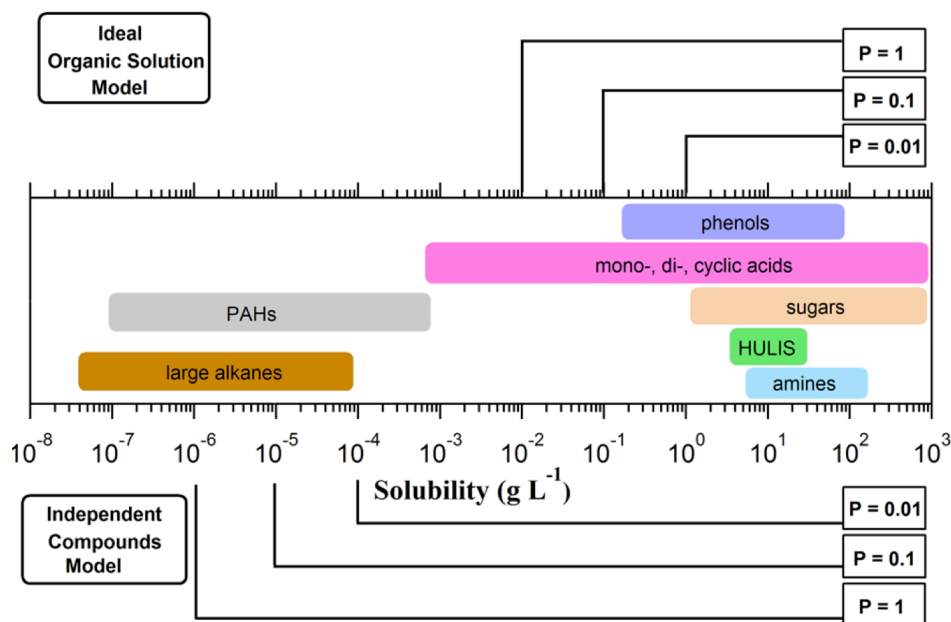 Ideal
Organic Solution
Model
P = 1
P = 0.1
P = 0.01
phenols
mono-, di-, cyclic acids
PAHs
sugars
HULIS
large alkanes
amines
10⁻⁸ 10⁻⁷ 10⁻⁶ 10⁻⁵ 10⁻⁴ 10⁻³ 10⁻² 10⁻¹ 10⁰ 10¹ 10² 10³
Solubility (g L⁻¹)
Independent
Compounds
Model
P = 0.01
P = 0.1
P = 1